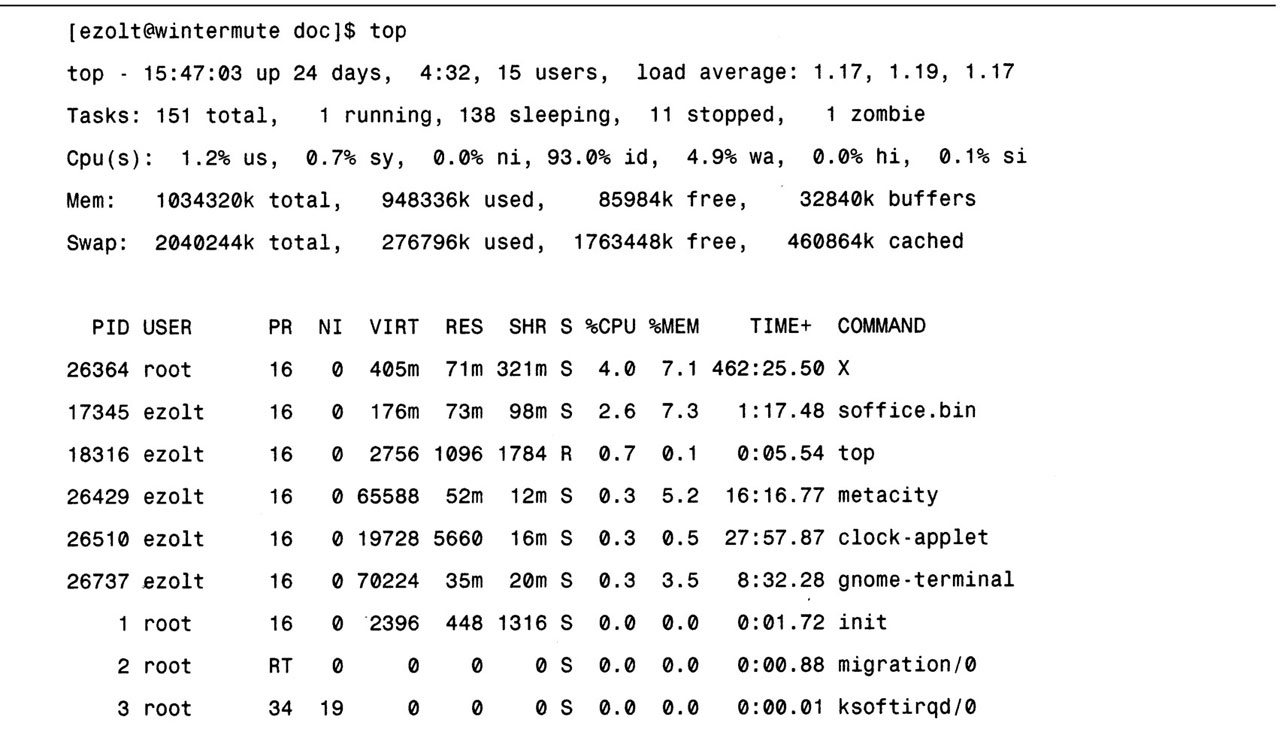 [ezolt@wintermute doc]$ top
top - 15:47:03 up 24 days,  4:32, 15 users,  load average: 1.17, 1.19, 1.17
Tasks: 151 total,   1 running, 138 sleeping,  11 stopped,   1 zombie
Cpu(s):  1.2% us,  0.7% sy,  0.0% ni, 93.0% id,  4.9% wa,  0.0% hi,  0.1% si
Mem:   1034320k total,   948336k used,    85984k free,    32840k buffers
Swap:  2040244k total,   276796k used,  1763448k free,   460864k cached
  PID USER      PR  NI  VIRT  RES  SHR S %CPU %MEM    TIME+  COMMAND
26364 root      16   0  405m  71m 321m S  4.0  7.1 462:25.50 X
17345 ezolt     16   0  176m  73m  98m S  2.6  7.3   1:17.48 soffice.bin
18316 ezolt     16   0  2756 1096 1784 R  0.7  0.1   0:05.54 top
26429 ezolt     16   0 65588  52m  12m S  0.3  5.2  16:16.77 metacity
26510 ezolt     16   0 19728 5660  16m S  0.3  0.5  27:57.87 clock-applet
26737 ezolt     16   0 70224  35m  20m S  0.3  3.5   8:32.28 gnome-terminal
    1 root      16   0  2396  448 1316 S  0.0  0.0   0:01.72 init
    2 root      RT   0     0    0    0 S  0.0  0.0   0:00.88 migration/0
    3 root      34  19     0    0    0 S  0.0  0.0   0:00.01 ksoftirqd/0